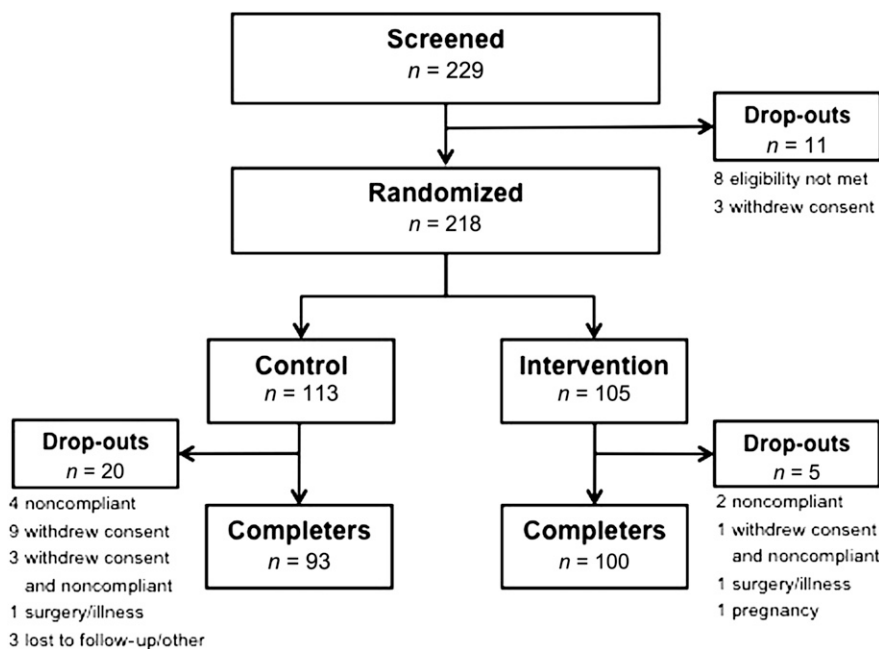 Screened
n = 229
Drop-outs
n = 11
8 eligibility not met
3 withdrew consent
Randomized
n = 218
Control
n = 113
Intervention
n = 105
Drop-outs
n = 20
4 noncompliant
9 withdrew consent
3 withdrew consent
and noncompliant
1 surgery/illness
3 lost to follow-up/other
Completers
n = 93
Completers
n = 100
Drop-outs
n = 5
2 noncompliant
1 withdrew consent
and noncompliant
1 surgery/illness
1 pregnancy